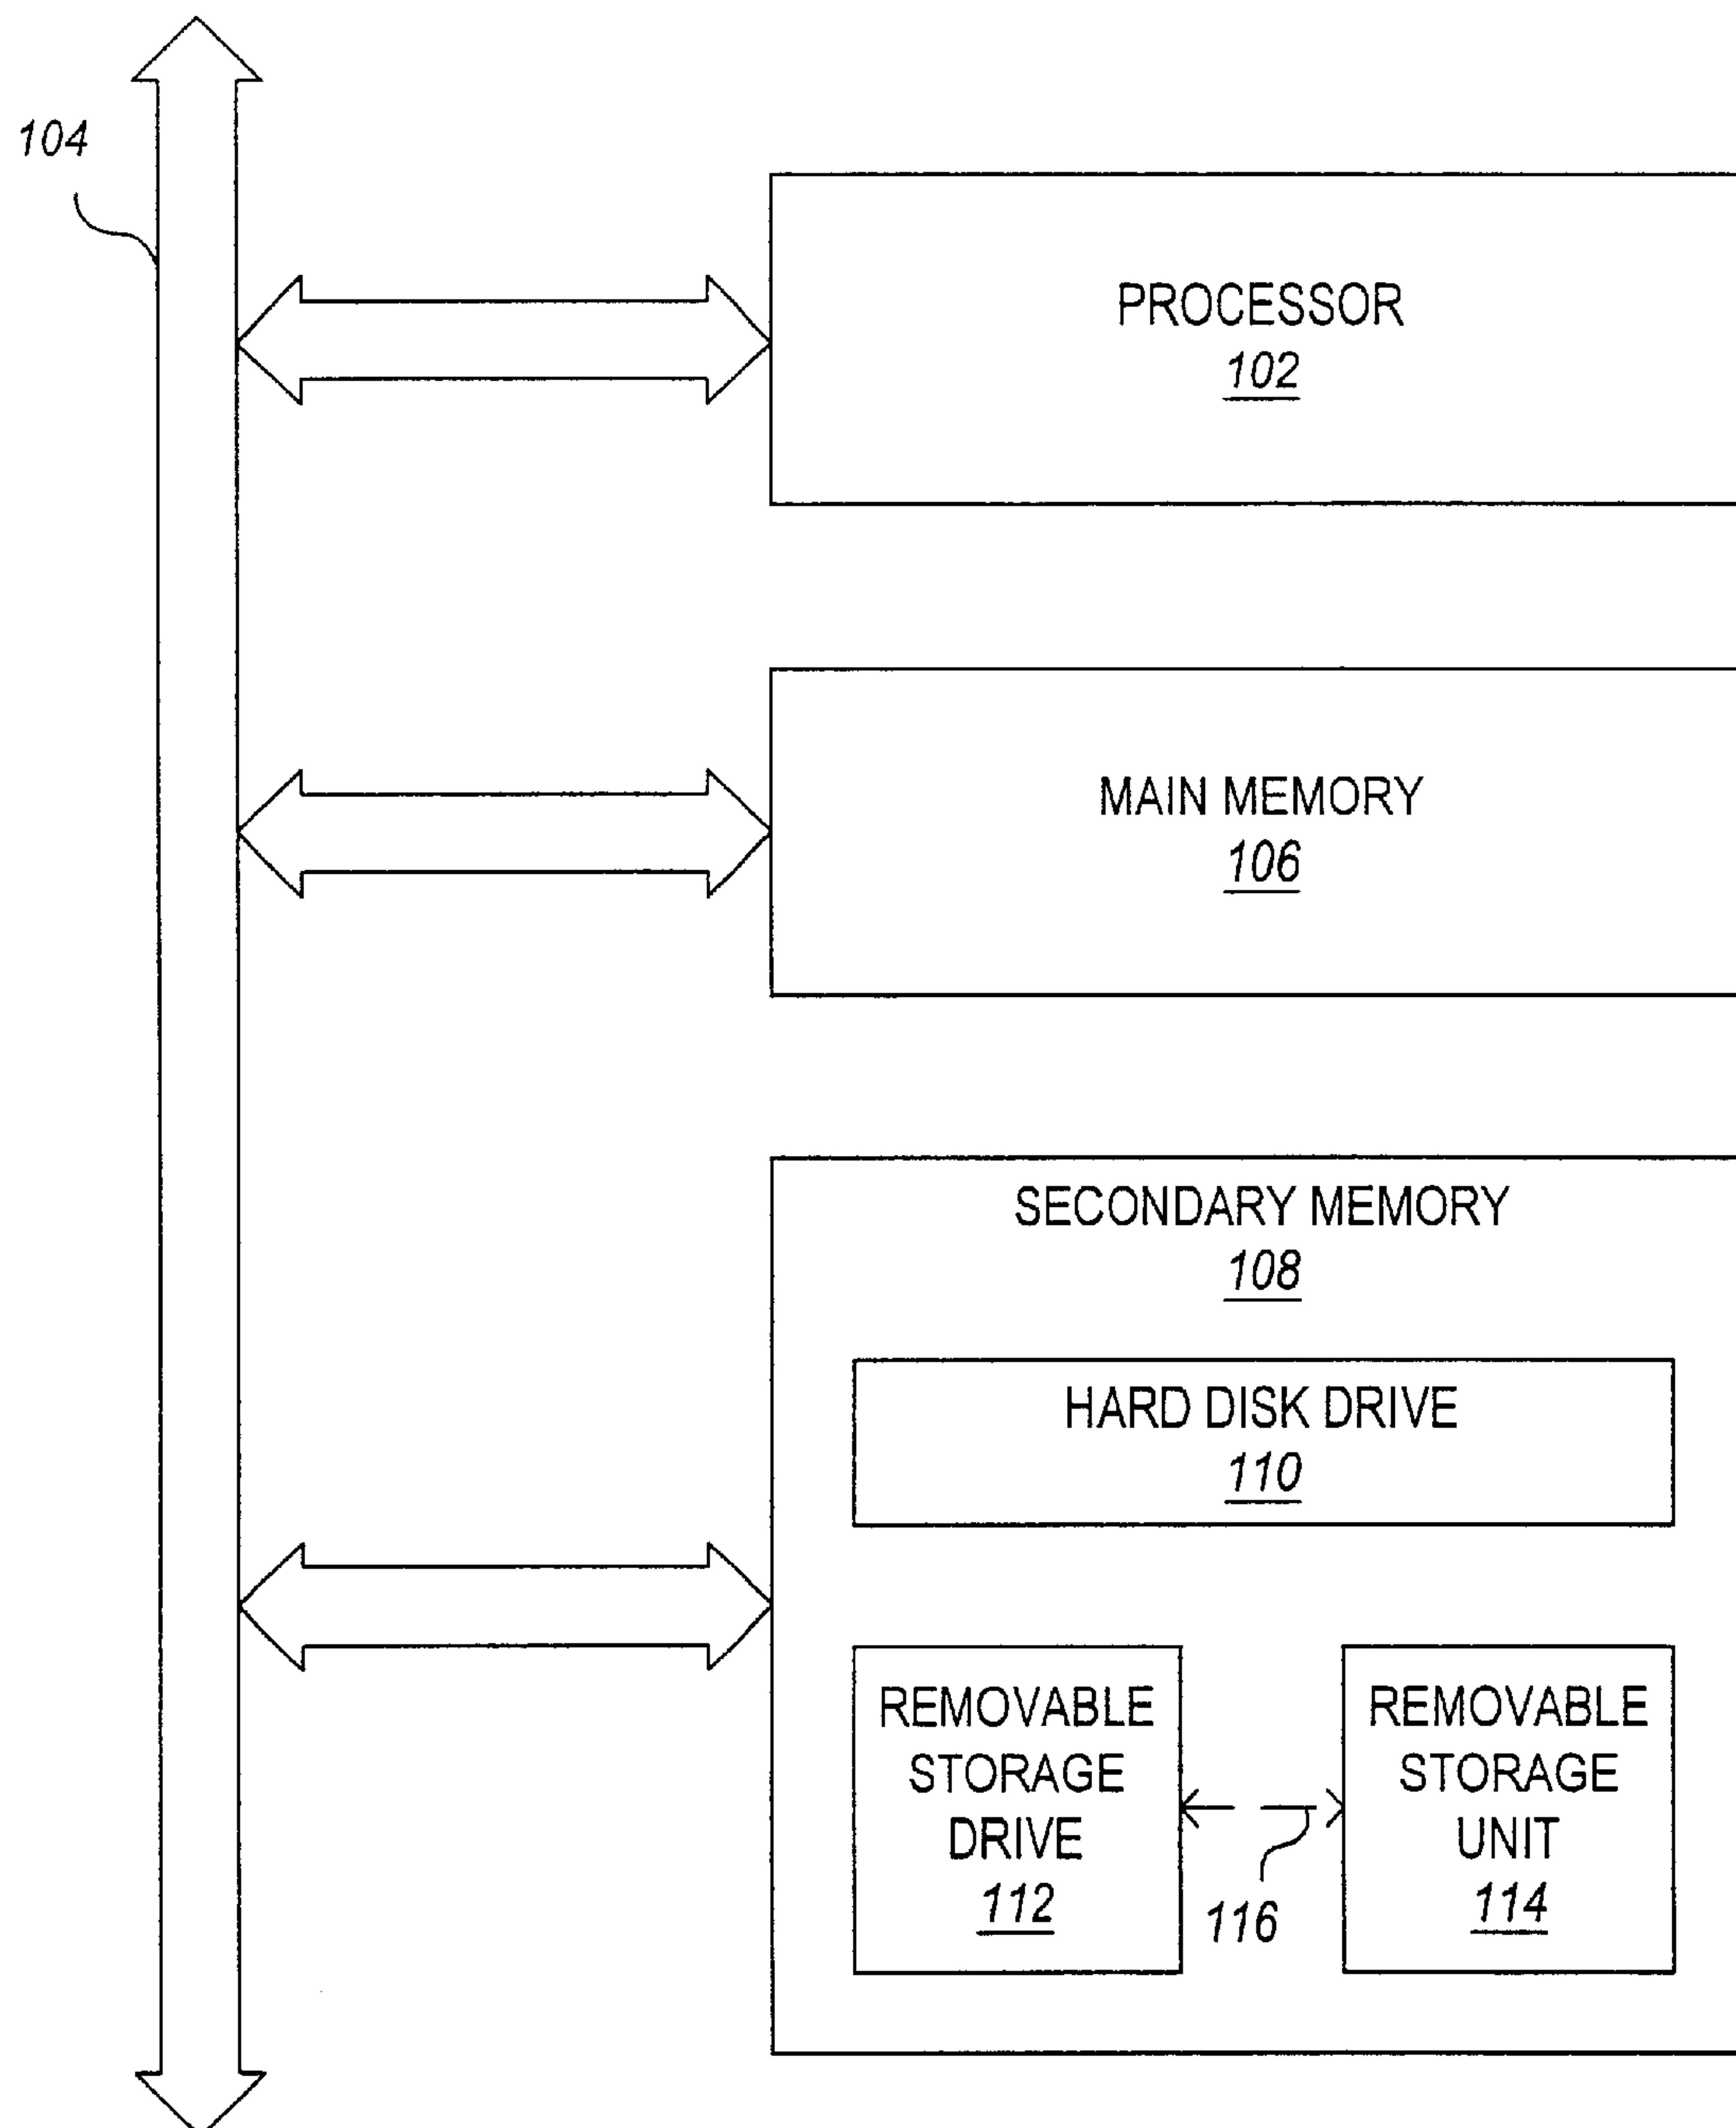 104
PROCESSOR
102
MAIN MEMORY
106
SECONDARY MEMORY
108
HARD DISK DRIVE
110
REMOVABLE
STORAGE
DRIVE
112
116
REMOVABLE
STORAGE
UNIT
114